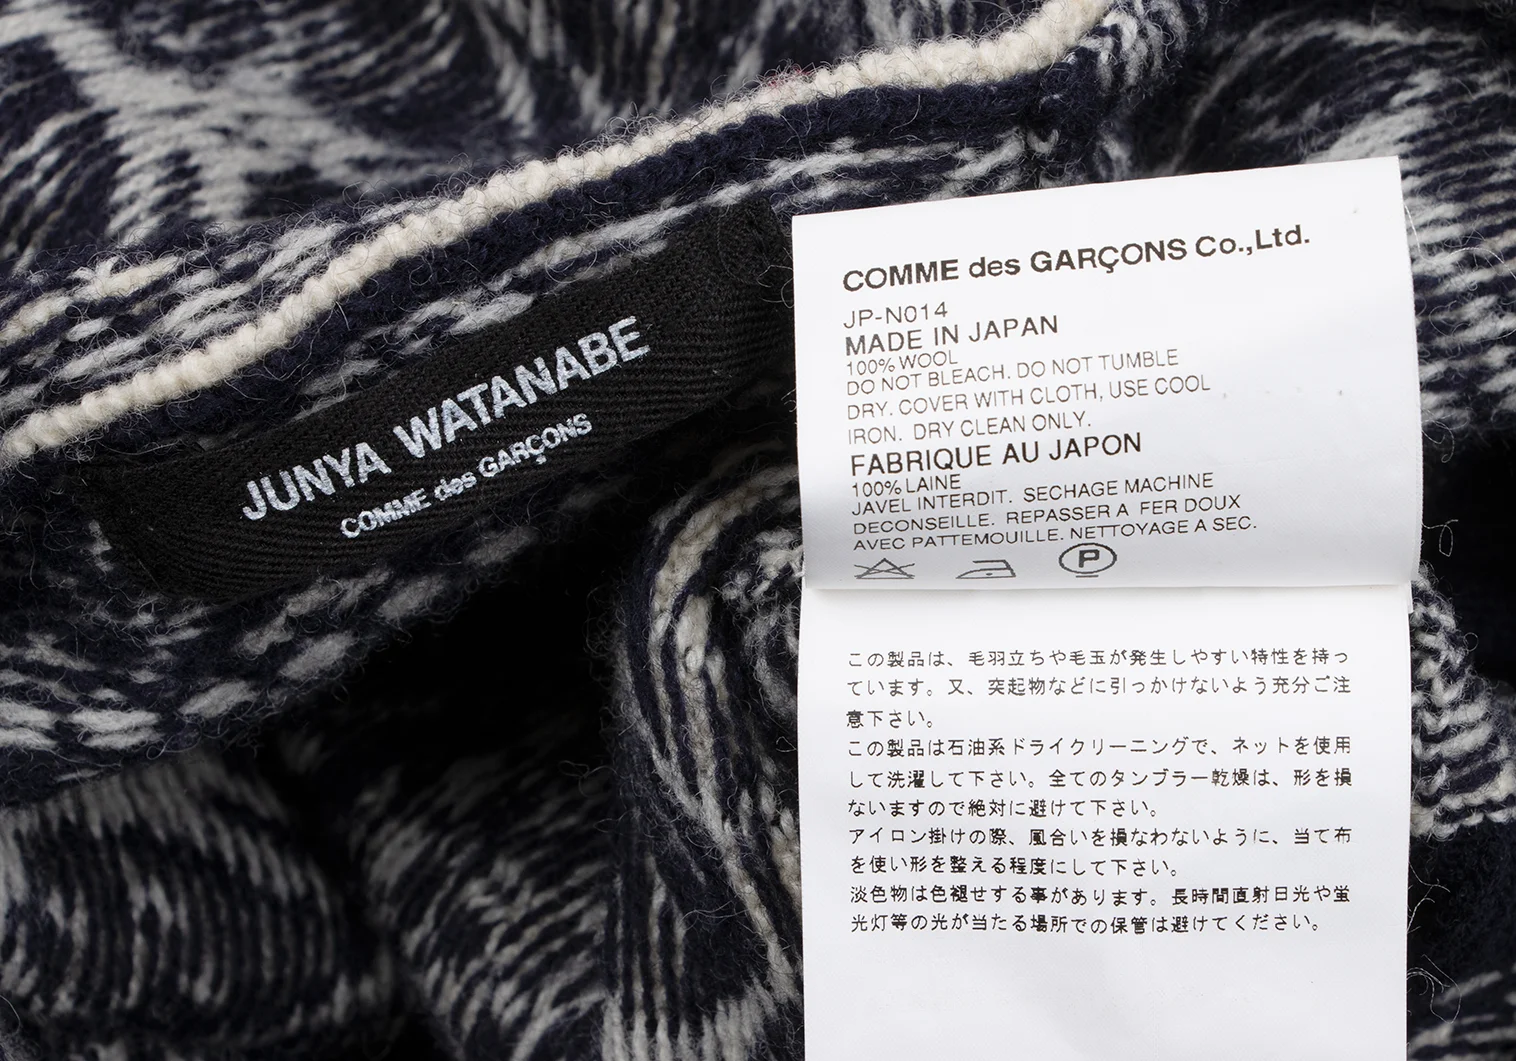 JUNYA WATANABE
COMME des GARÇONS
COMME des GARÇONS Co.,Ltd.
JP-N014
MADE IN JAPAN
100% WOOL
DO NOT BLEACH. DO NOT TUMBLE
DRY. COVER WITH CLOTH, USE COOL
IRON. DRY CLEAN ONLY.
FABRIQUE AU JAPON
100% LAINE
JAVEL INTERDIT. SECHAGE MACHINE
DECONSEILLE. REPASSER A FER DOUX
AVEC PATTEMOUILLE. NETTOYAGE A SEC.
P
この製品は、毛羽立ちや毛玉が発生しやすい特性を持っ
ています。又、突起物などに引っかけないよう充分ご注
意下さい。
この製品は石油系ドライクリーニングで、ネットを使用
して洗濯して下さい。全てのタンブラー乾燥は、形を損
ないますので絶対に避けて下さい。
アイロン掛けの際、風合いを損なわないように、当て布
を使い形を整える程度にして下さい。
淡色物は色褪せする事があります。長時間直射日光や蛍
光灯等の光が当たる場所での保管は避けてください。